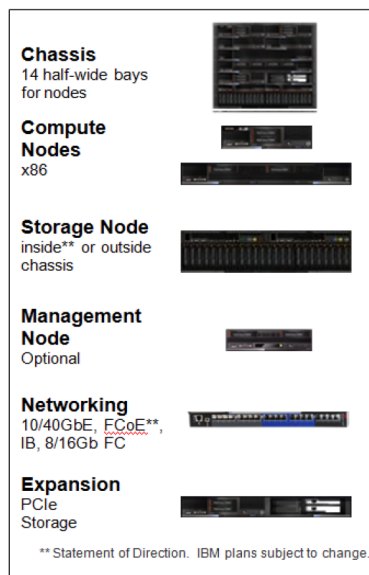 Chassis
14 half-wide bays
for nodes
Compute
Nodes
x86
Storage Node
inside** or outside
chassis
Management
Node
Optional
Networking
10/40GbE, FCoE**,
IB, 8/16Gb FC
Expansion
PCIe
Storage
** Statement of Direction. IBM plans subject to change.